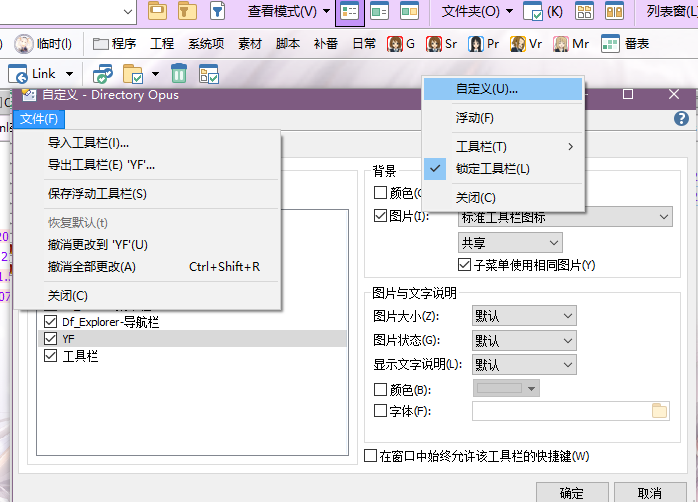 查看模式(V)
文件夹(O)
(K)
列表窗
临时(l)
程序
工程
系统项
素材
脚本
补番
日常
G
Sr
Pr
Vr
Mr
番表
Link
自定义 - Directory Opus
文件(F)
自定义(U)...
浮动(F)
工具栏(T)
锁定工具栏(L)
关闭(C)
导入工具栏(I)...
导出工具栏(E) 'YF'...
保存浮动工具栏(S)
恢复默认(t)
撤消更改到 'YF'(U)
撤消全部更改(A) Ctrl+Shift+R
关闭(C)
Df_Explorer-导航栏
YF
工具栏
背景
颜色(
图片(I):
标准工具栏图标
共享
子菜单使用相同图片(Y)
图片与文字说明
图片大小(Z): 默认
图片状态(G): 默认
显示文字说明(L): 默认
颜色(B):
字体(F):
在窗口中始终允许该工具栏的快捷键(W)
确定
取消